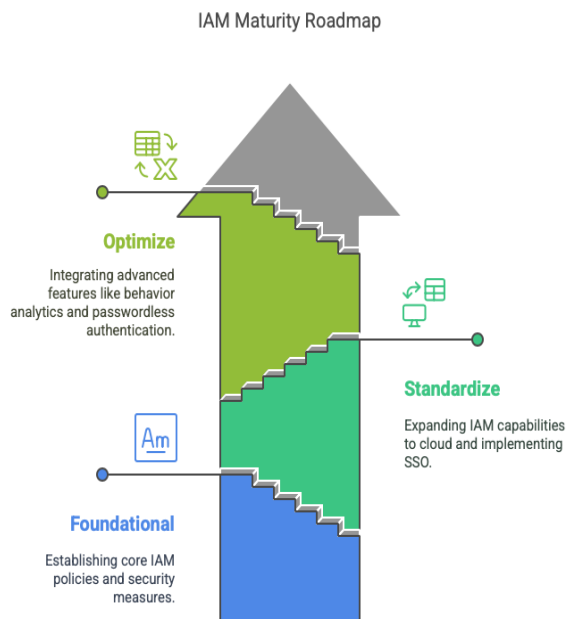 IAM Maturity Roadmap
Optimize
Integrating advanced
features like behavior
analytics and passwordless
authentication.
Standardize
Expanding IAM capabilities
to cloud and implementing
SSO.
Am
Foundational
Establishing core IAM
policies and security
measures.